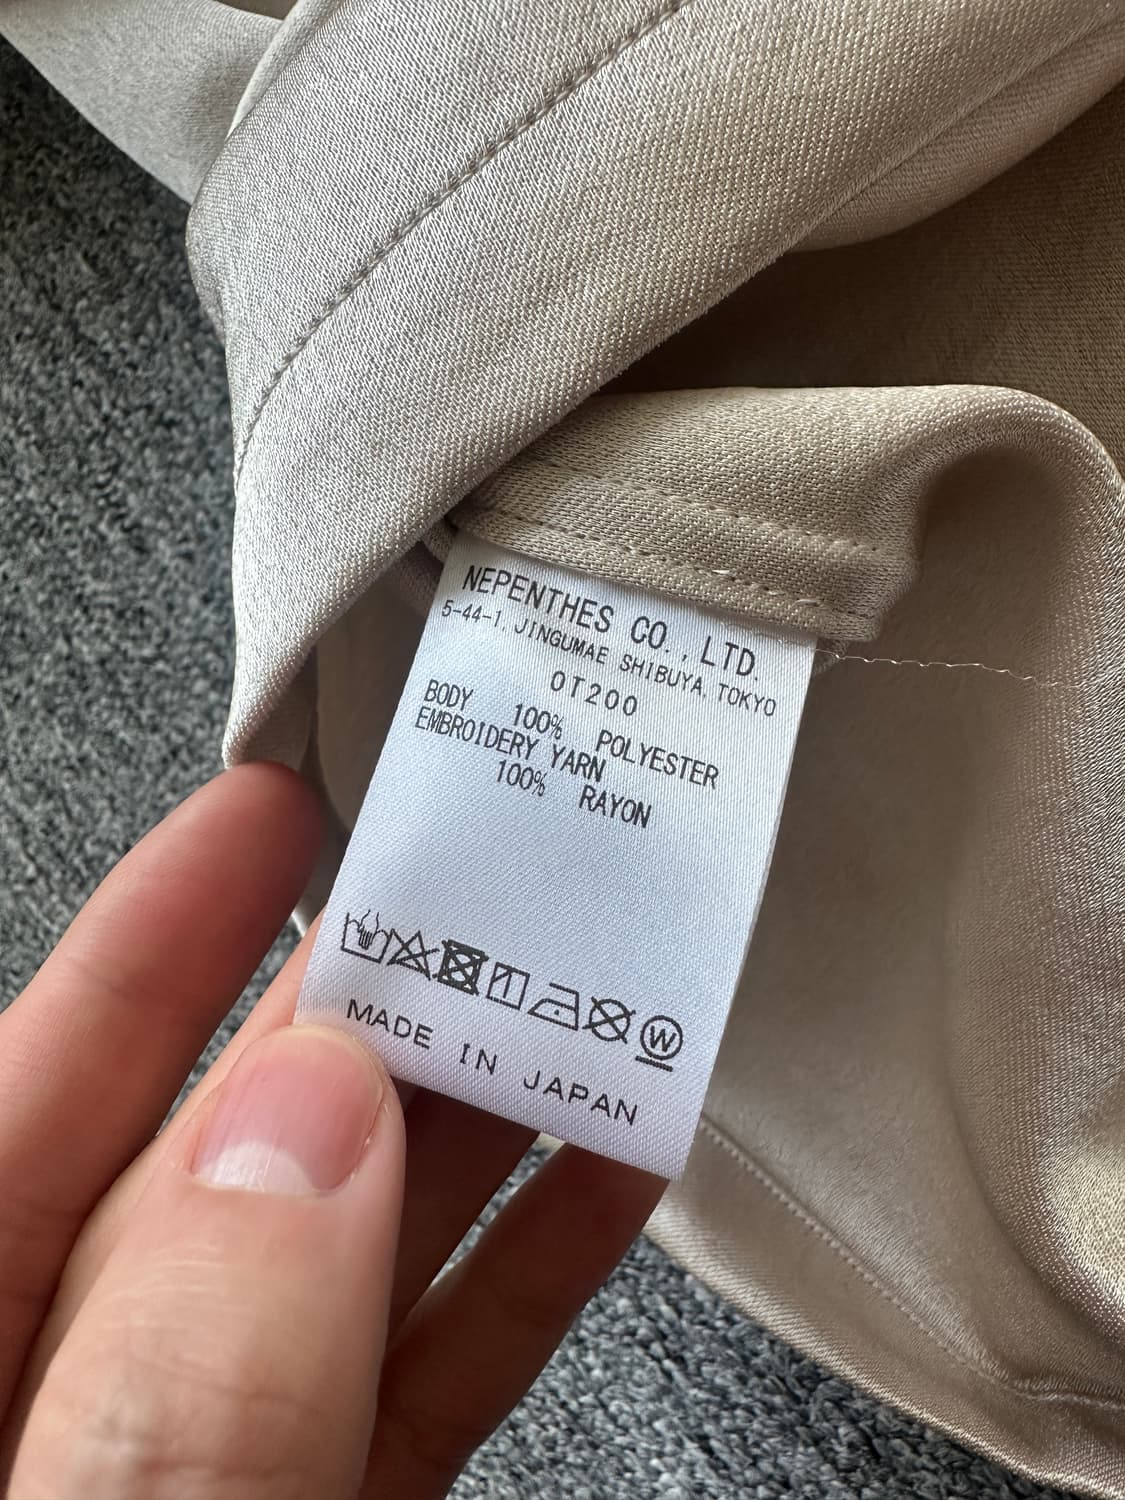 NEPENTHES CO., LTD.
5-44-1, JINGUMAE SHIBUYA, TOKYO
OT200
BODY 100% POLYESTER
EMBROIDERY YARN
100% RAYON
W
MADE IN JAPAN